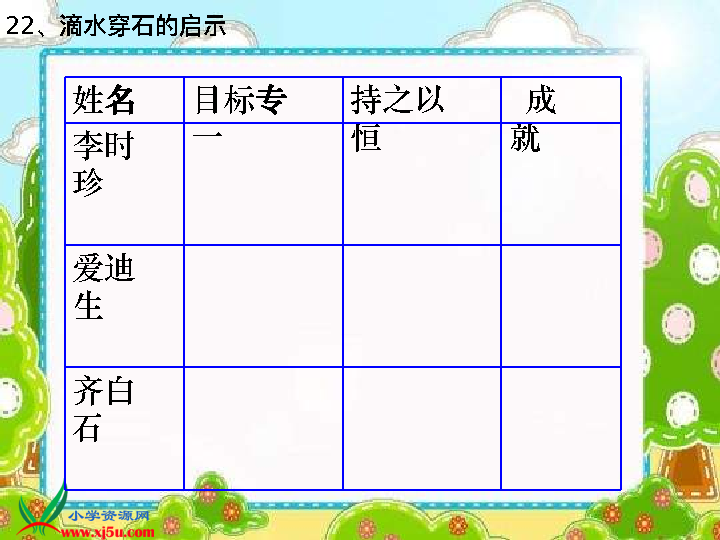 22、滴水穿石的启示
姓名 目标专一 持之以恒 成就
李时珍
爱迪生
齐白石
小学资源网
www.xj5u.com